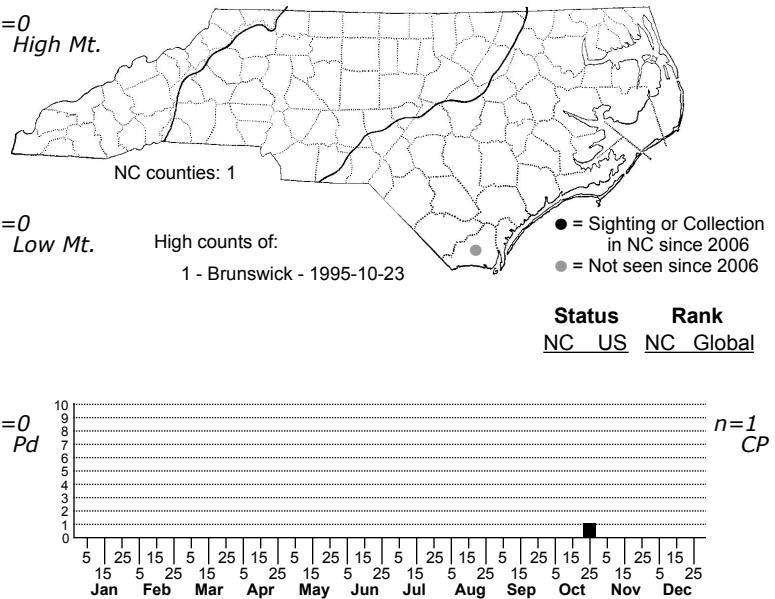 =0
High Mt.
NC counties: 1
=0
Low Mt.
High counts of:
1 - Brunswick - 1995-10-23
● = Sighting or Collection
in NC since 2006
● = Not seen since 2006
Status Rank
NC US NC Global
=0
Pd
n=1
CP
10
9
8
7
6
5
4
3
2
1
0
5 25 5 25 5 25 5 25 5 25 5 25 5 25 5 25 5 25 5 25 5 25 5 25
15 15 15 15 15 15 15 15 15 15 15 15
Jan Feb Mar Apr May Jun Jul Aug Sep Oct Nov Dec